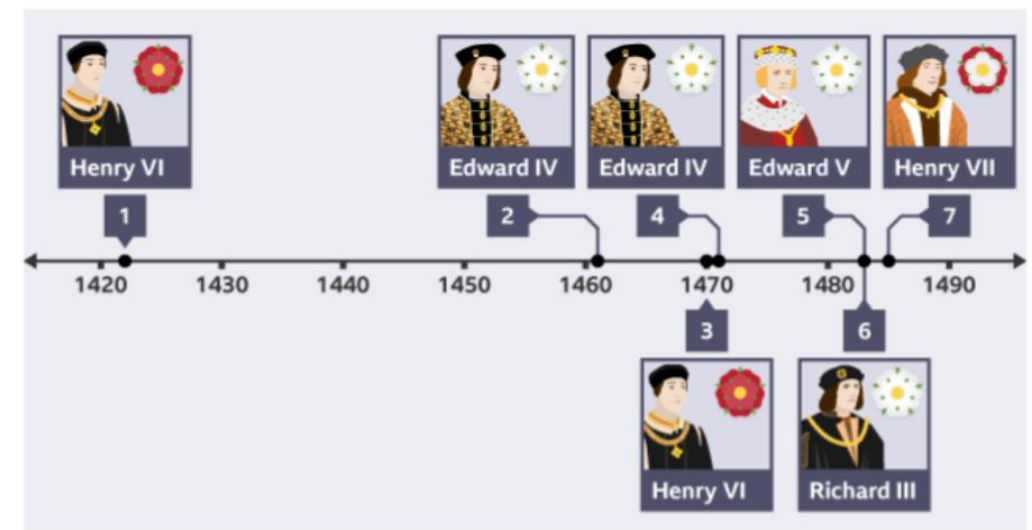 Henry VI
Edward IV
Edward IV
Edward V
Henry VII
1
2
4
5
7
1420
1430
1440
1450
1460
1470
1480
1490
3
6
Henry VI
Richard III